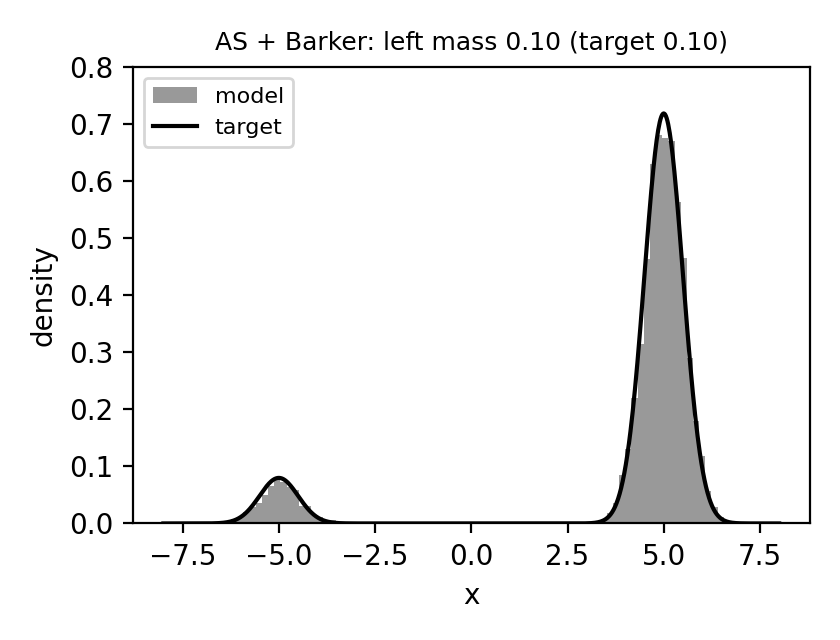 AS + Barker: left mass 0.10 (target 0.10)
model
target
0.8
0.7
0.6
0.5
0.4
0.3
0.2
0.1
0.0
density
−7.5 −5.0 −2.5 0.0 2.5 5.0 7.5
x